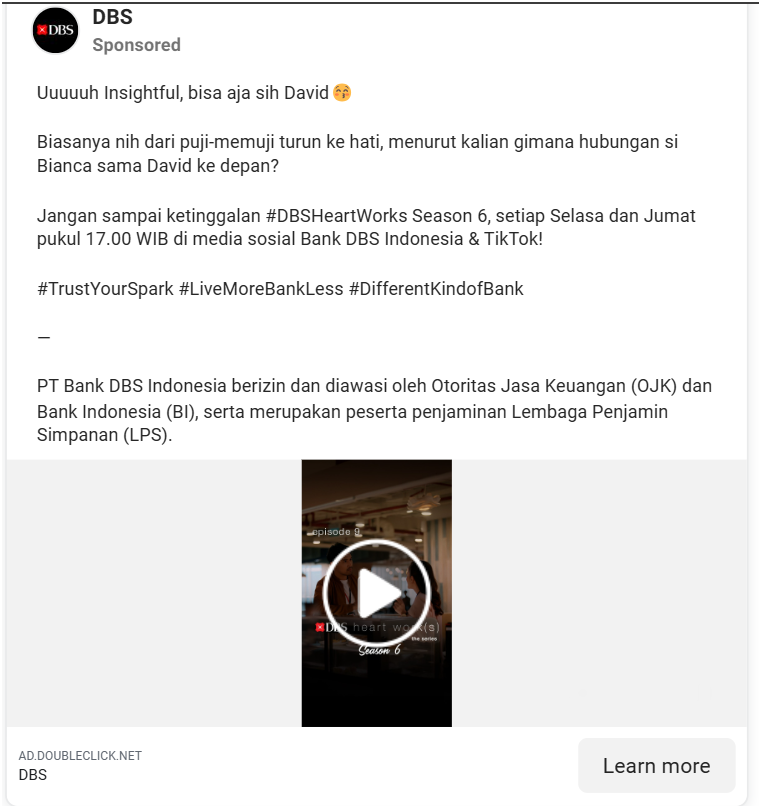 DBS
DBS
Sponsored
Uuuuuh Insightful, bisa aja sih David😚
Biasanya nih dari puji-memuji turun ke hati, menurut kalian gimana hubungan si
Bianca sama David ke depan?
Jangan sampai ketinggalan #DBSHeartWorks Season 6, setiap Selasa dan Jumat
pukul 17.00 WIB di media sosial Bank DBS Indonesia & TikTok!
#TrustYourSpark #LiveMoreBankLess #DifferentKindofBank
—
PT Bank DBS Indonesia berizin dan diawasi oleh Otoritas Jasa Keuangan (OJK) dan
Bank Indonesia (BI), serta merupakan peserta penjaminan Lembaga Penjamin
Simpanan (LPS).
episode 9
DBS heart work(s)
the series
Season 6
AD.DOUBLECLICK.NET
DBS
Learn more